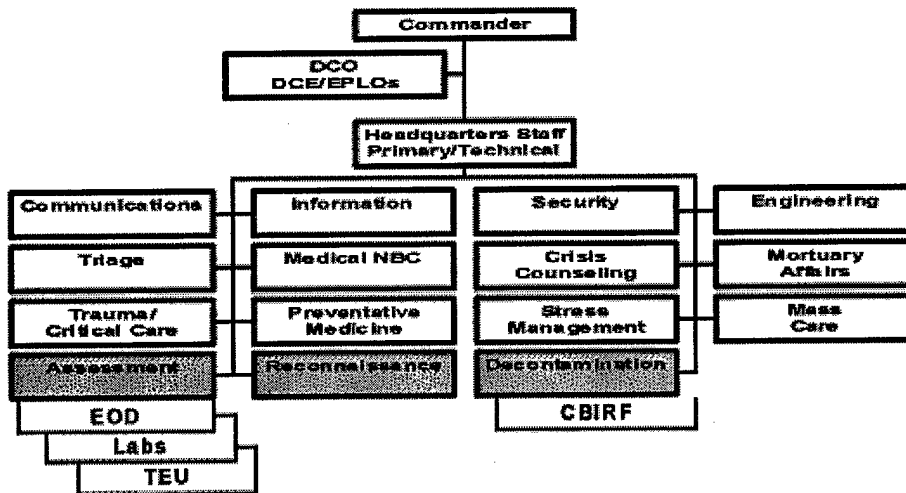 Commander
DCO
DCE/EPLOs
Headquarters Staff
Primary/Technical
Communications
Information
Security
Engineering
Triage
Medical NBC
Crisis
Counseling
Mortuary
Affairs
Trauma/
Critical Care
Preventative
Medicine
Stress
Management
Mass
Care
Assessment
Reconnaissance
Decontamination
EOD
Labs
TEU
CBIRF